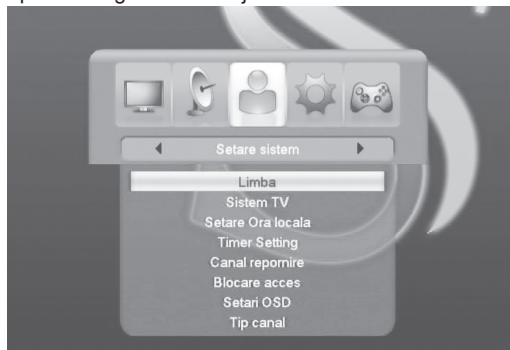 Setare sistem
Limba
Sistem TV
Setare Ora locala
Timer Setting
Canal repornire
Blocare acces
Setari OSD
Tip canal